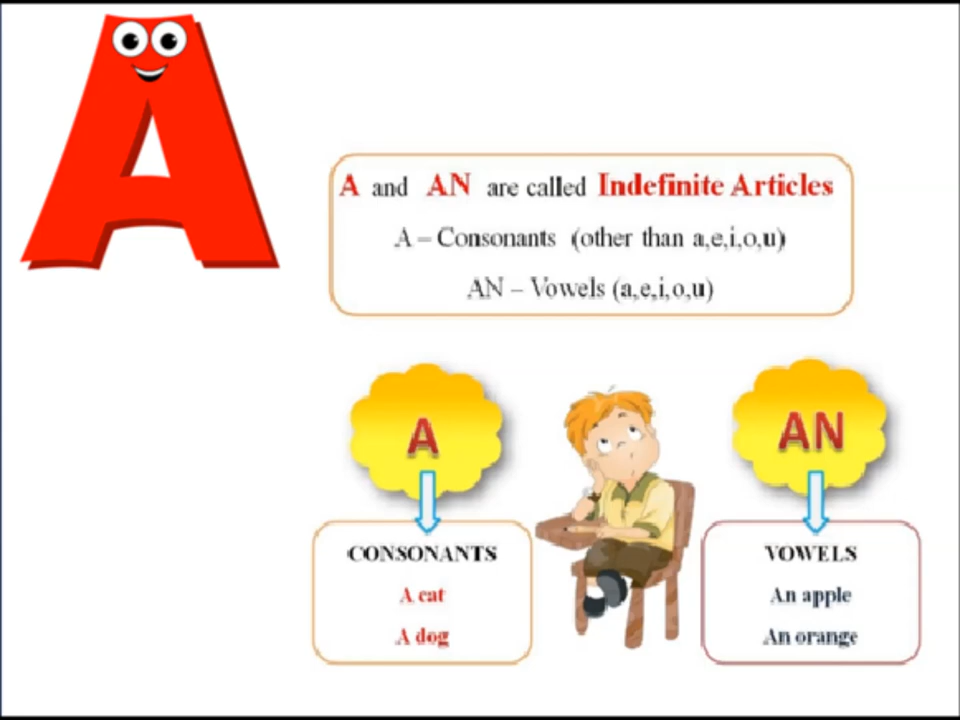 A
A and AN are called Indefinite Articles
A – Consonants (other than a,e,i,o,u)
AN – Vowels (a,e,i,o,u)
A
AN
CONSONANTS
A cat
A dog
VOWELS
An apple
An orange